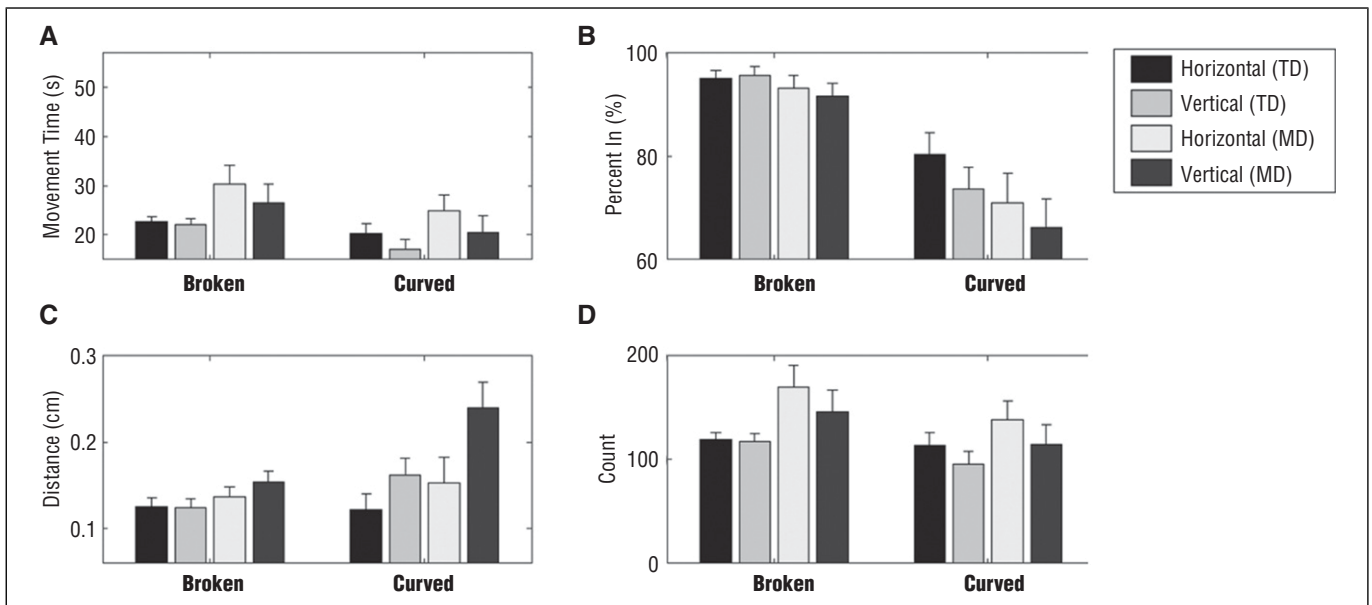 A
Movement Time (s)
50
40
30
20
Broken
Curved
B
Percent In (%)
100
80
60
Broken
Curved
Horizontal (TD)
Vertical (TD)
Horizontal (MD)
Vertical (MD)
C
Distance (cm)
0.3
0.2
0.1
Broken
Curved
D
Count
200
100
0
Broken
Curved